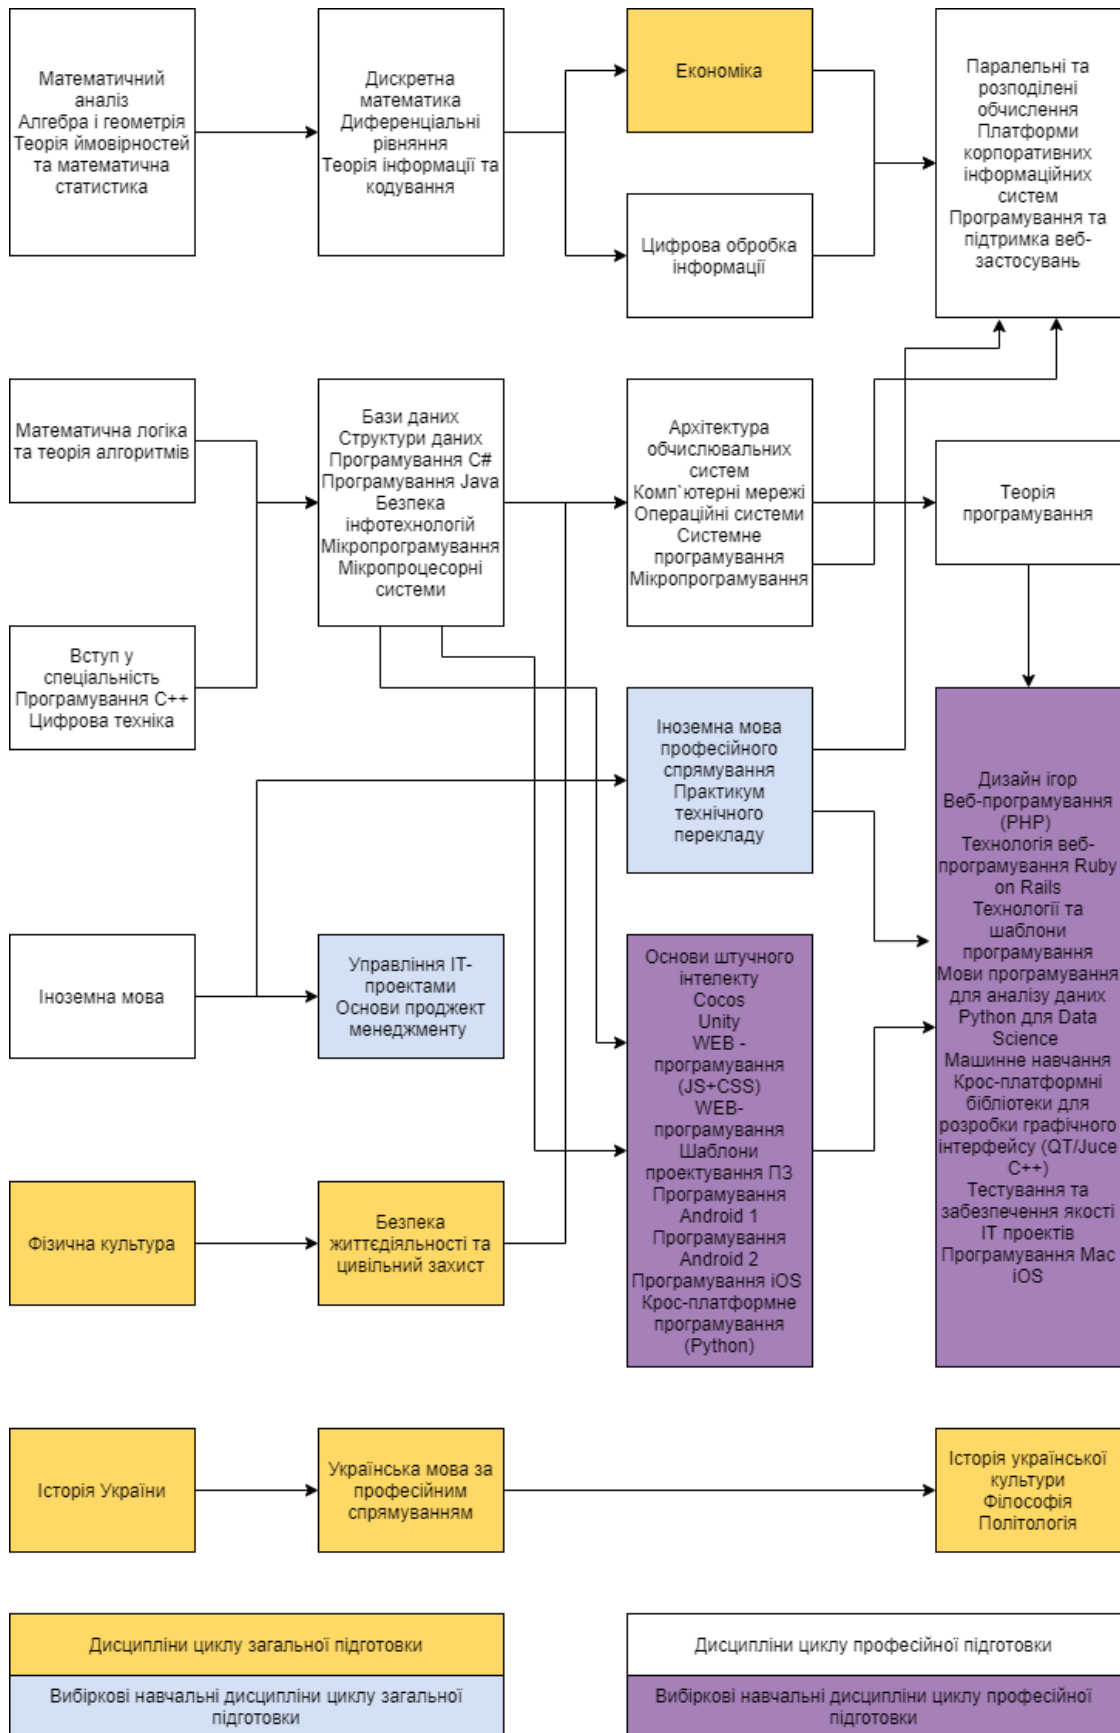 Математичний
аналіз
Алгебра і геометрія
Теорія ймовірностей
та математична
статистика
Дискретна
математика
Диференціальні
рівняння
Теорія інформації та
кодування
Економіка
Цифрова обробка
інформації
Паралельні та
розподілені
обчислення
Платформи
корпоративних
інформаційних
систем
Програмування та
підтримка веб-
застосувань
Математична логіка
та теорія алгоритмів
Вступ у
спеціальність
Програмування С++
Цифрова техніка
Бази даних
Структури даних
Програмування C#
Програмування Java
Безпека
інфотехнологій
Мікропрограмування
Мікропроцесорні
системи
Архітектура
обчислювальних
систем
Комп`ютерні мережі
Операційні системи
Системне
програмування
Мікропрограмування
Теорія
програмування
Іноземна мова
професійного
спрямування
Практикум
технічного
перекладу
Іноземна мова
Управління ІТ-
проектами
Основи проджект
менеджменту
Основи штучного
інтелекту
Cocos
Unity
WEB -
програмування
(JS+CSS)
WEB-
програмування
Шаблони
проектування ПЗ
Програмування
Android 1
Програмування
Android 2
Програмування iOS
Крос-платформне
програмування
(Python)
Дизайн ігор
Веб-програмування
(PHP)
Технологія веб-
програмування Ruby
on Rails
Технології та
шаблони
програмування
Мови програмування
для аналізу даних
Python для Data
Science
Машинне навчання
Крос-платформні
бібліотеки для
розробки графічного
інтерфейсу (QT/Juce
C++)
Тестування та
забезпечення якості
ІТ проектів
Програмування Mac
iOS
Фізична культура
Безпека
життєдіяльності та
цивільний захист
Історія України
Українська мова за
професійним
спрямуванням
Історія української
культури
Філософія
Політологія
Дисципліни циклу загальної підготовки
Вибіркові навчальні дисципліни циклу загальної
підготовки
Дисципліни циклу професійної підготовки
Вибіркові навчальні дисципліни циклу професійної
підготовки